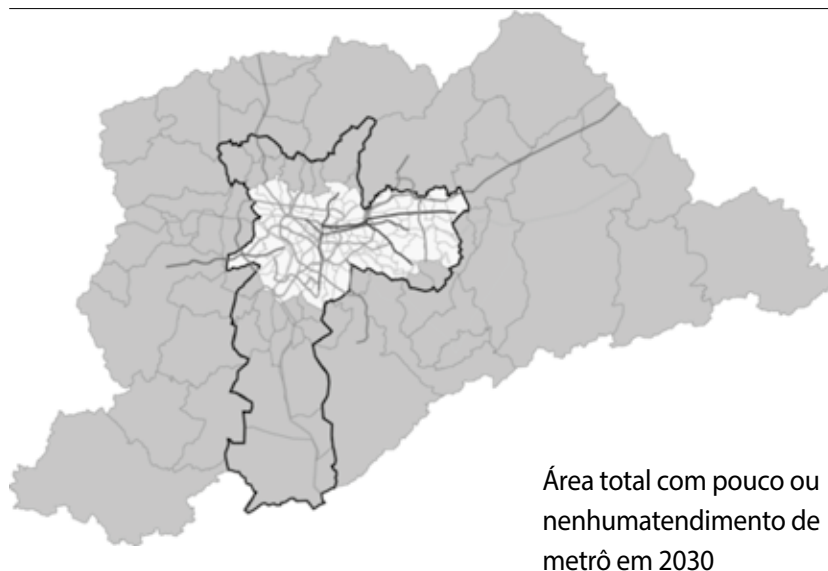 Área total com pouco ou
nenhumatendimento de
metrô em 2030